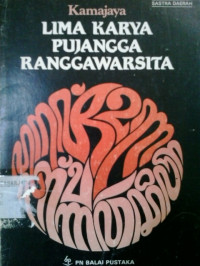 SASTRA DAERAH
Kamajaya
LIMA KARYA
PUJANGGA
RANGGAWARSITA
PN BALAI PUSTAKA